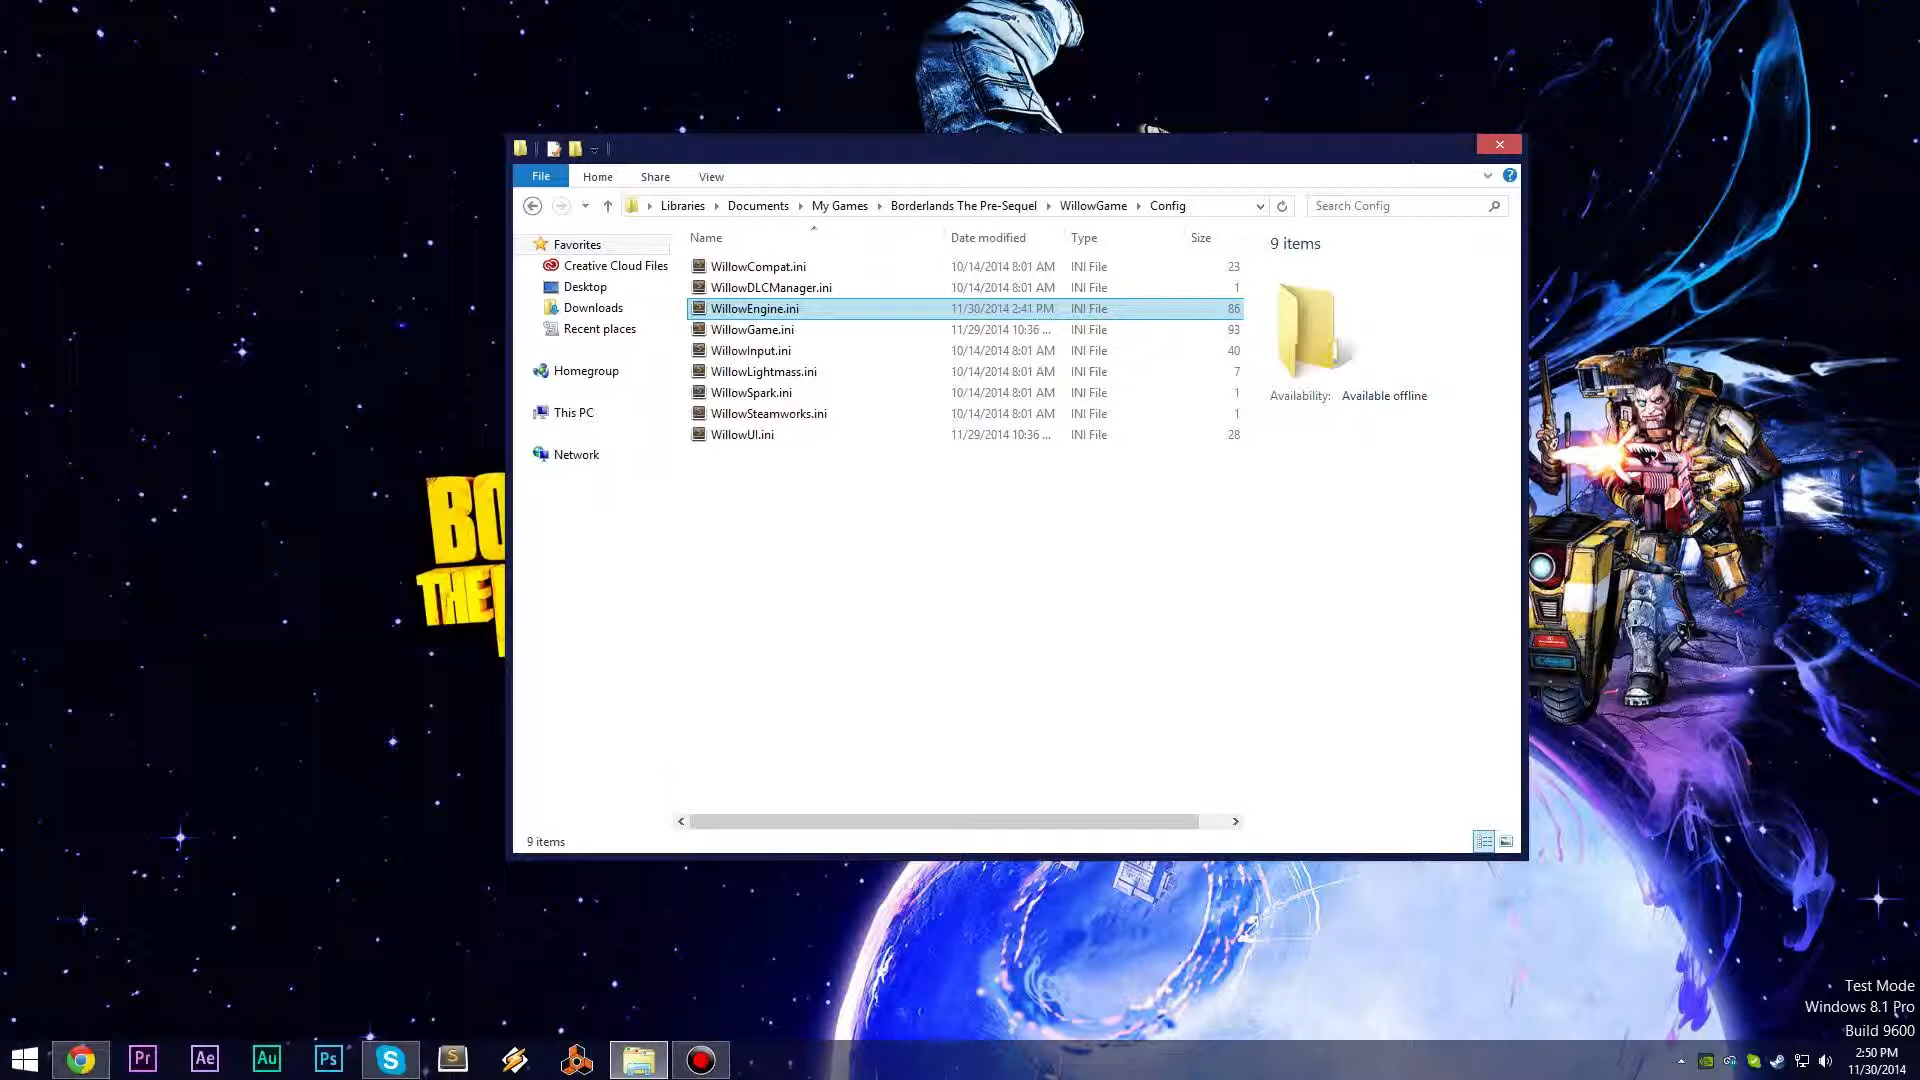 File Home Share View
Libraries Documents My Games Borderlands The Pre-Sequel WillowGame Config
Search Config
Favorites
Creative Cloud Files
Desktop
Downloads
Recent places
Homegroup
This PC
Network
Name Date modified Type Size
WillowCompat.ini 10/14/2014 8:01 AM INI File 23
WillowDLCManager.ini 10/14/2014 8:01 AM INI File 1
WillowEngine.ini 11/30/2014 2:41 PM INI File 86
WillowGame.ini 11/29/2014 10:36 ... INI File 93
WillowInput.ini 10/14/2014 8:01 AM INI File 40
WillowLightmass.ini 10/14/2014 8:01 AM INI File 7
WillowSpark.ini 10/14/2014 8:01 AM INI File 1
WillowSteamworks.ini 10/14/2014 8:01 AM INI File 1
WillowUI.ini 11/29/2014 10:36 ... INI File 28
9 items
Availability: Available offline
9 items
BO
THE
Test Mode
Windows 8.1 Pro
Build 9600
Pr Ae Au Ps S S
2:50 PM
11/30/2014